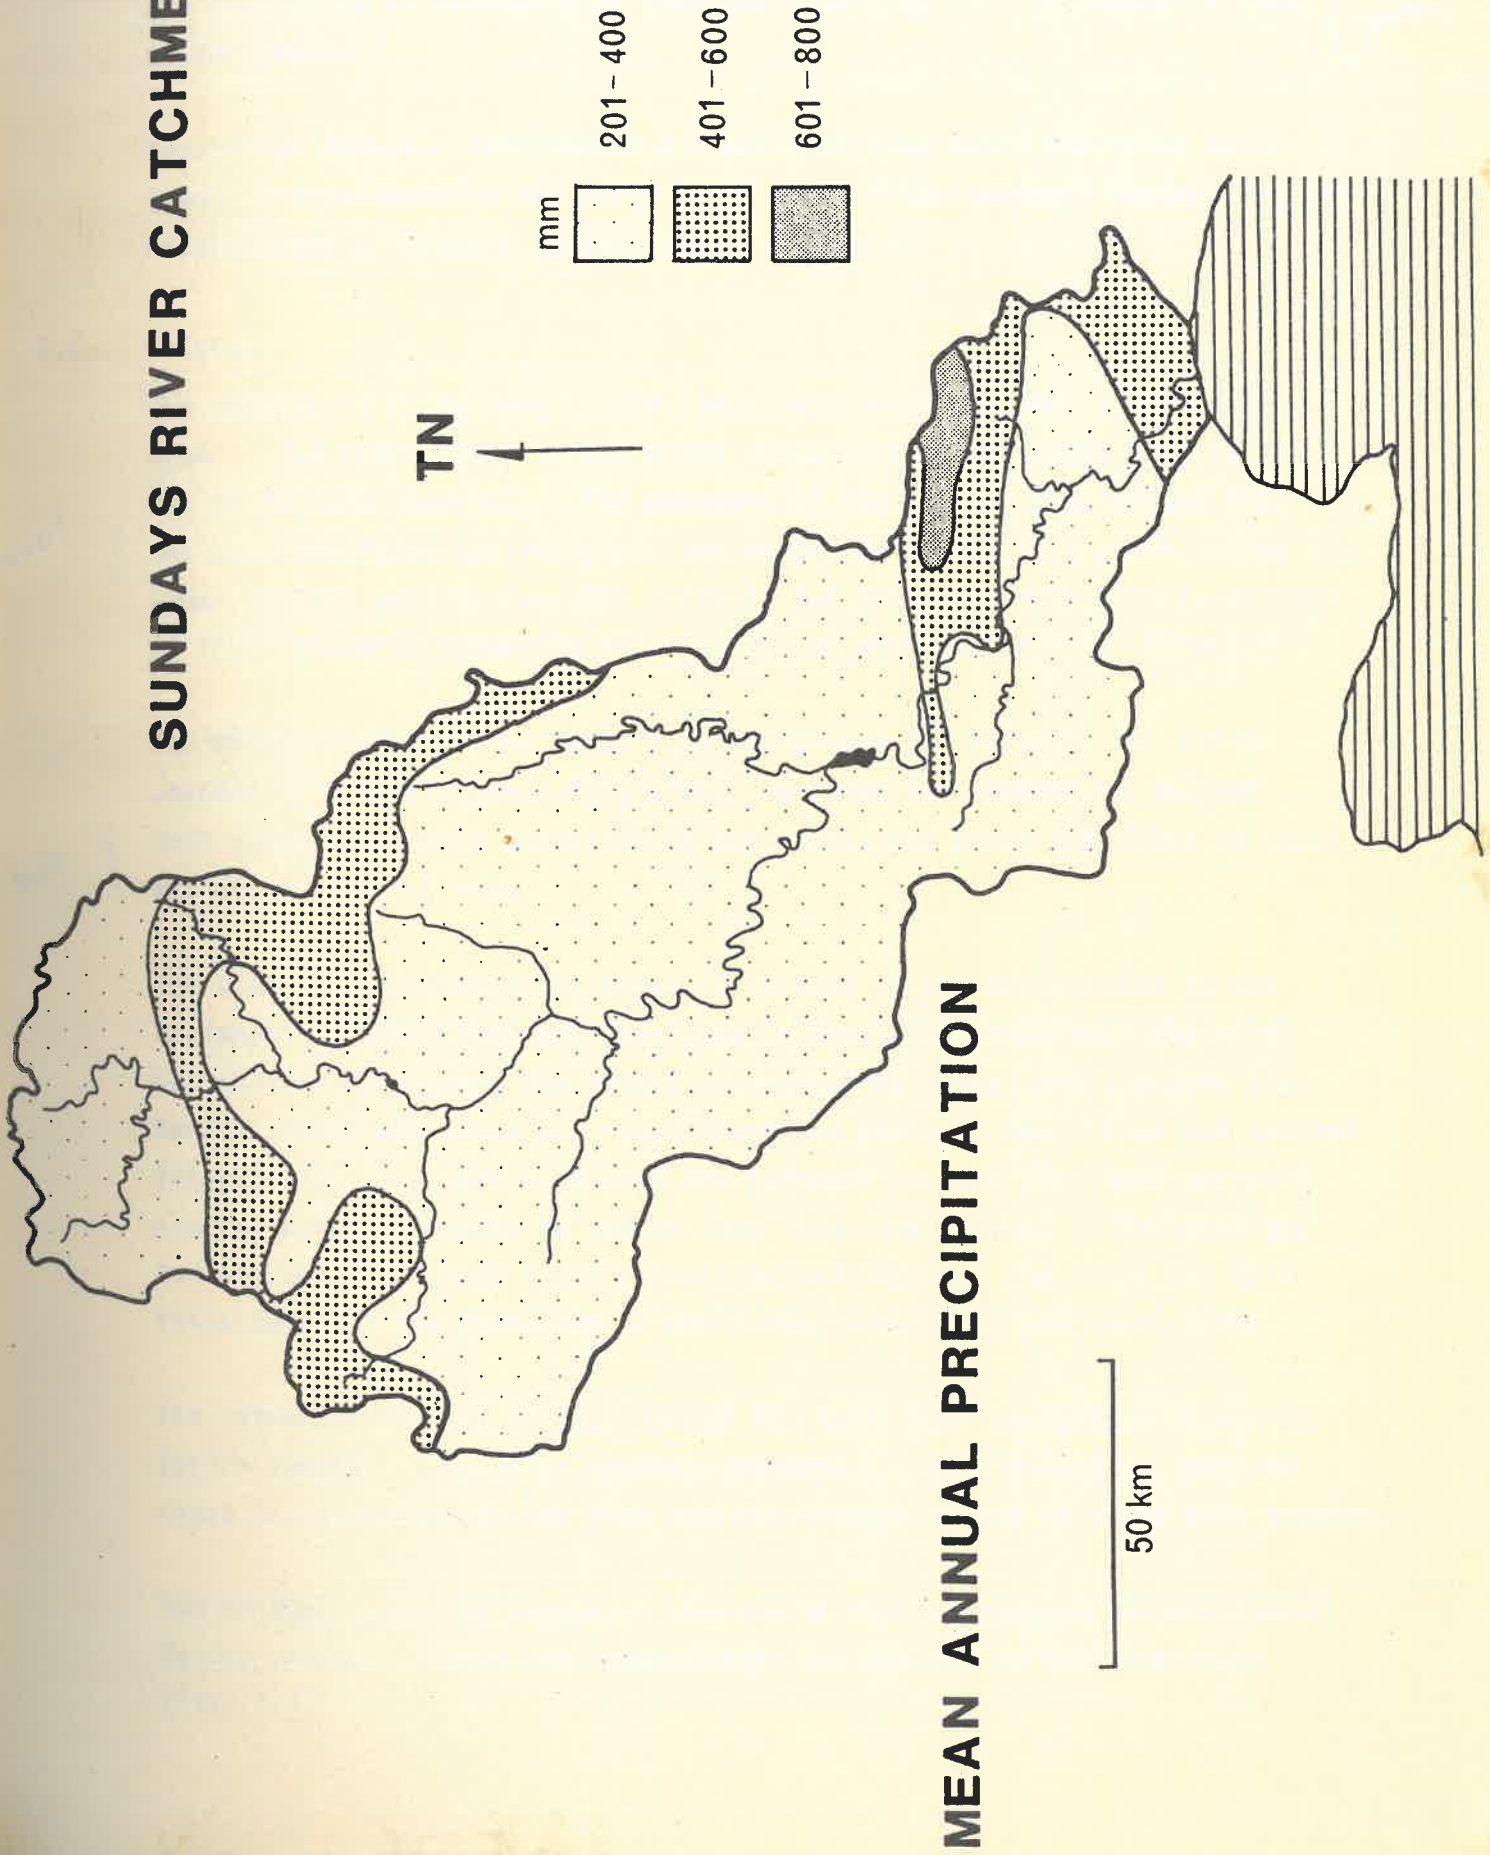 SUNDAYS RIVER CATCHME
TN
mm
201–400
401–600
601–800
MEAN ANNUAL PRECIPITATION
50 km